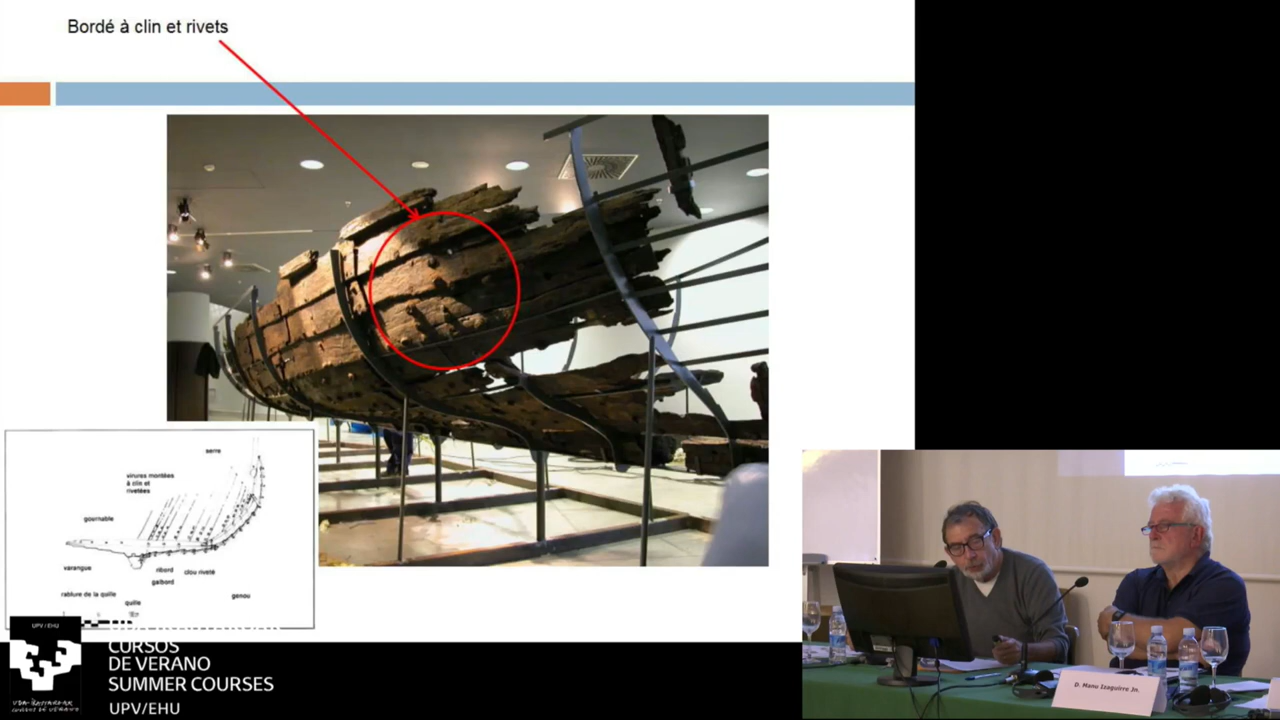 Bordé à clin et rivets
serre
virures montées
à clin et
rivetées
gournable
varangue
ribord
clou riveté
galbord
rablure de la quille
quille
genou
UPV / EHU
CURSOS
DE VERANO
SUMMER COURSES
UPV/EHU
D. Manu Izaguirre Jn.